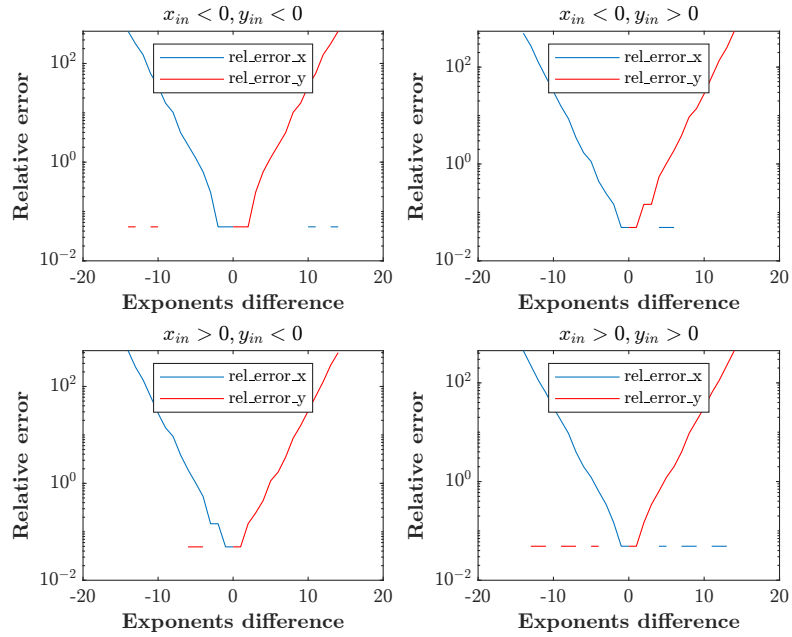 x_in < 0, y_in < 0
Relative error
10^2
10^0
10^-2
rel_error_x
rel_error_y
-20 -10 0 10 20
Exponents difference
x_in < 0, y_in > 0
Relative error
10^2
10^0
10^-2
rel_error_x
rel_error_y
-20 -10 0 10 20
Exponents difference
x_in > 0, y_in < 0
Relative error
10^2
10^0
10^-2
rel_error_x
rel_error_y
-20 -10 0 10 20
Exponents difference
x_in > 0, y_in > 0
Relative error
10^2
10^0
10^-2
rel_error_x
rel_error_y
-20 -10 0 10 20
Exponents difference